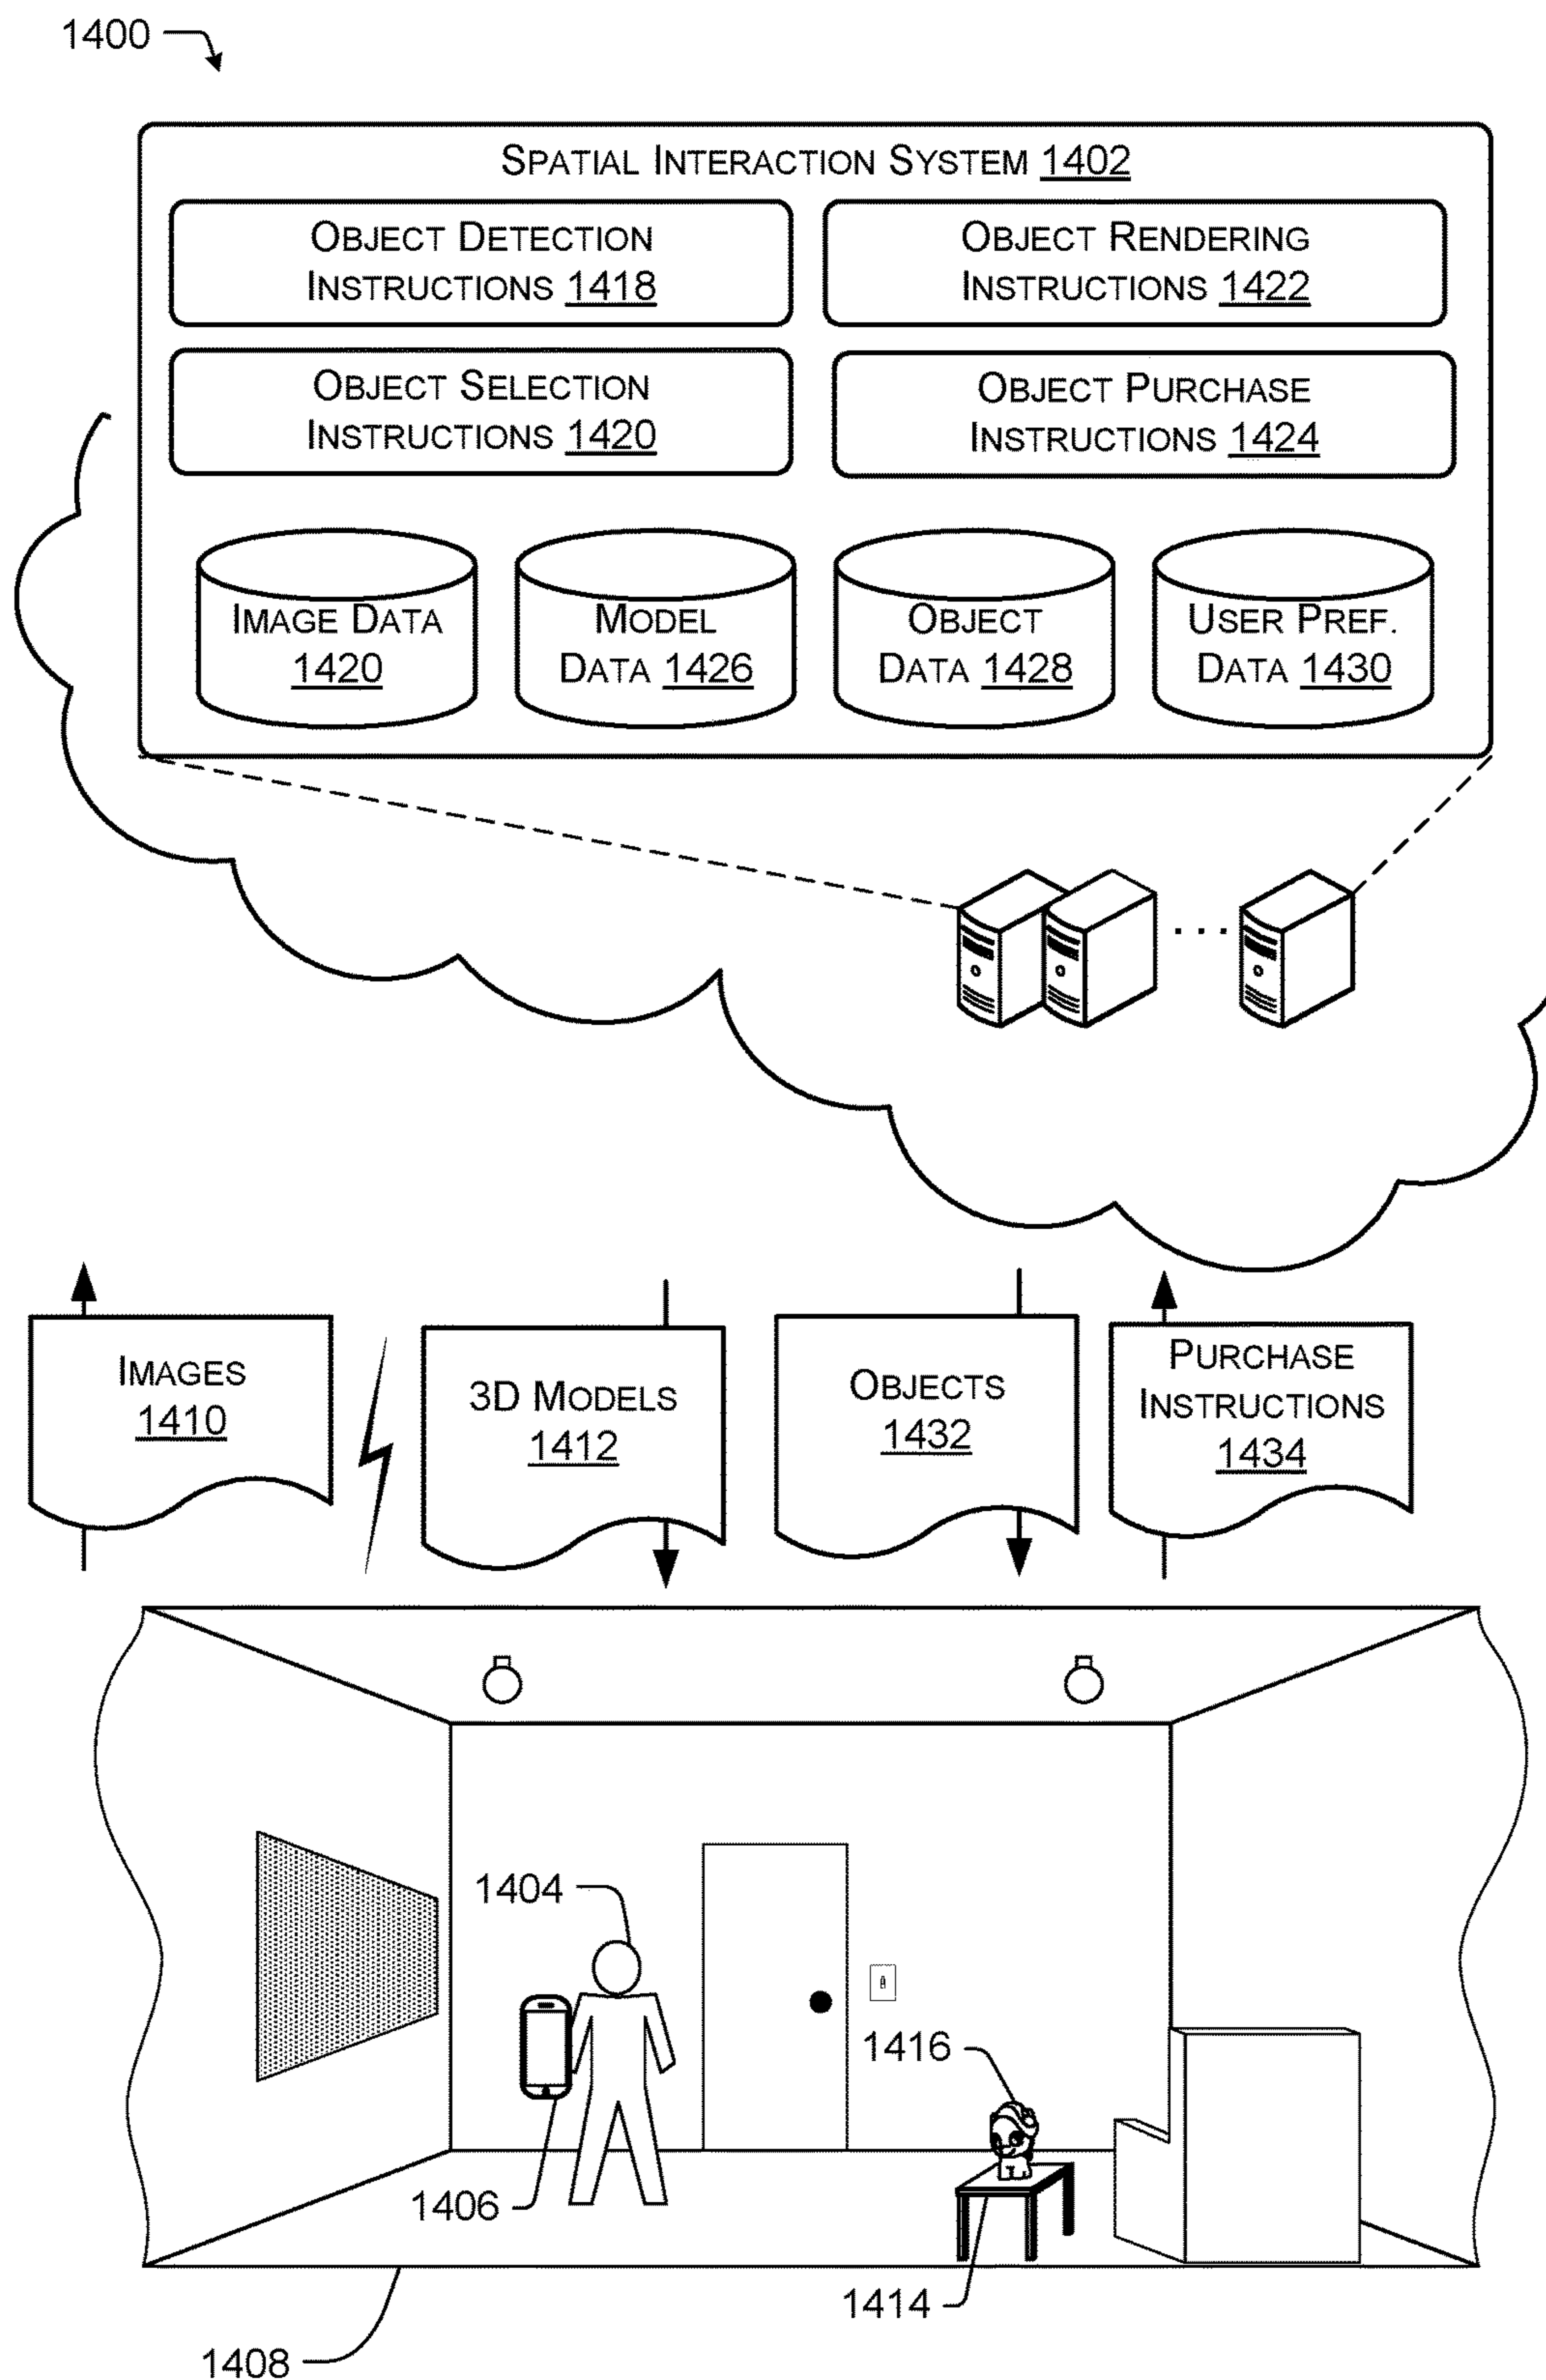 1400
SPATIAL INTERACTION SYSTEM 1402
OBJECT DETECTION
INSTRUCTIONS 1418
OBJECT RENDERING
INSTRUCTIONS 1422
OBJECT SELECTION
INSTRUCTIONS 1420
OBJECT PURCHASE
INSTRUCTIONS 1424
IMAGE DATA
1420
MODEL
DATA 1426
OBJECT
DATA 1428
USER PREF.
DATA 1430
...
IMAGES
1410
3D MODELS
1412
OBJECTS
1432
PURCHASE
INSTRUCTIONS
1434
1404
1416
1406
1414
1408